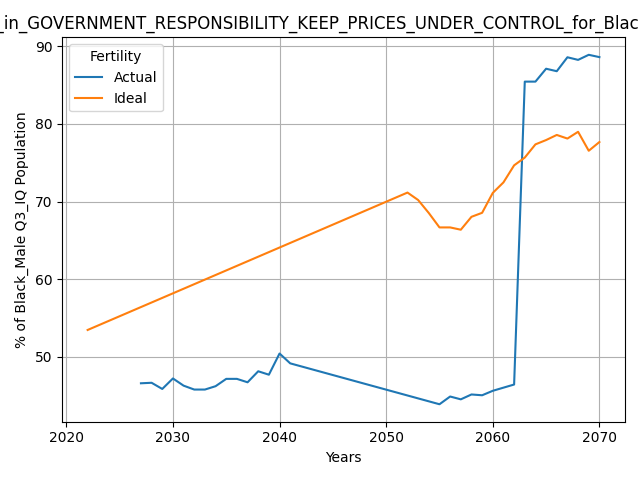 _in_GOVERNMENT_RESPONSIBILITY_KEEP_PRICES_UNDER_CONTROL_for_Blac
90
80
70
60
50
% of Black_Male Q3_IQ Population
Fertility
Actual
Ideal
2020 2030 2040 2050 2060 2070
Years